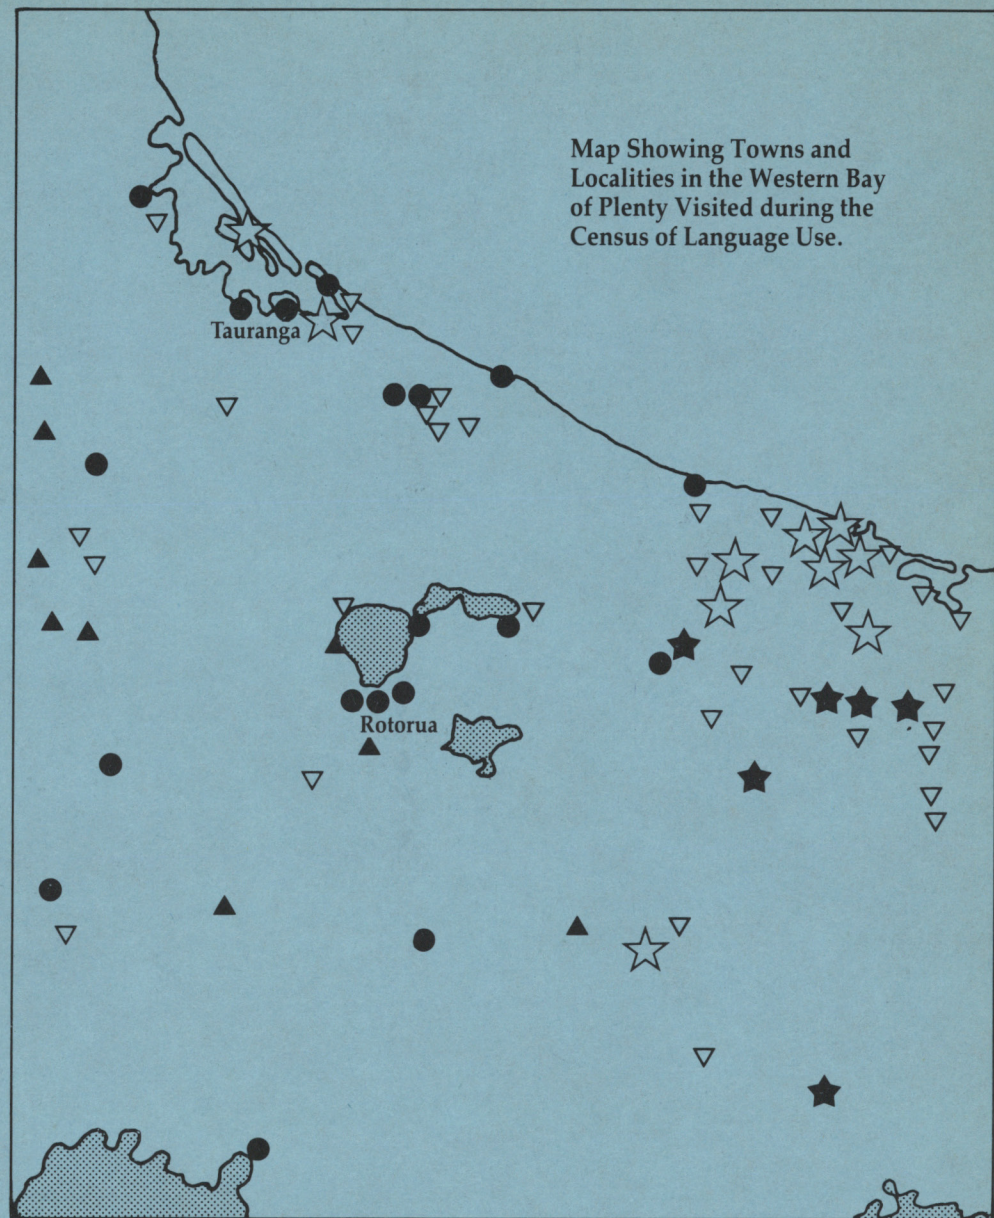 Map Showing Towns and
Localities in the Western Bay
of Plenty Visited during the
Census of Language Use.
Tauranga
Rotorua